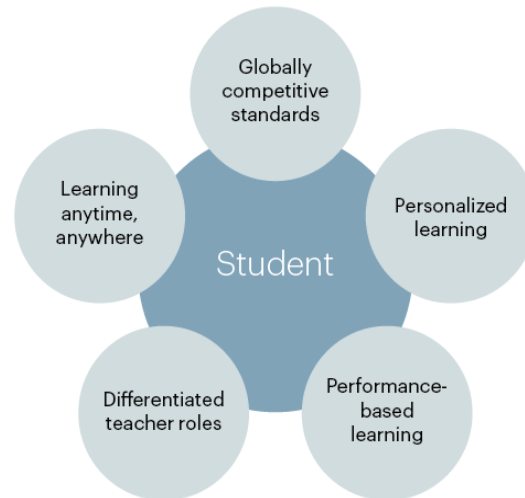 Globally
competitive
standards
Learning
anytime,
anywhere
Personalized
learning
Student
Differentiated
teacher roles
Performance-
based
learning